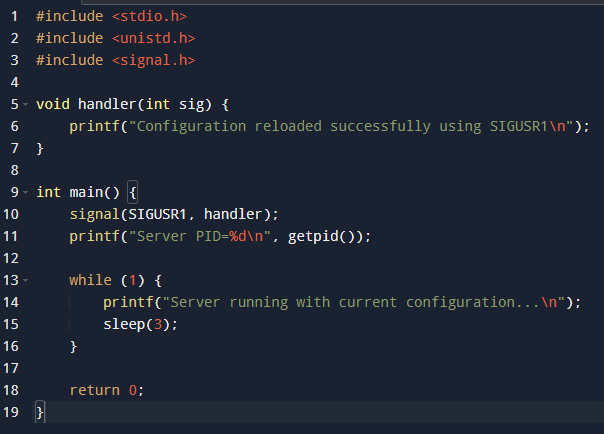 1 #include <stdio.h>
2 #include <unistd.h>
3 #include <signal.h>
4
5 void handler(int sig) {
6     printf("Configuration reloaded successfully using SIGUSR1\n");
7 }
8
9 int main() {
10     signal(SIGUSR1, handler);
11     printf("Server PID=%d\n", getpid());
12
13     while (1) {
14         printf("Server running with current configuration...\n");
15         sleep(3);
16     }
17
18     return 0;
19 }